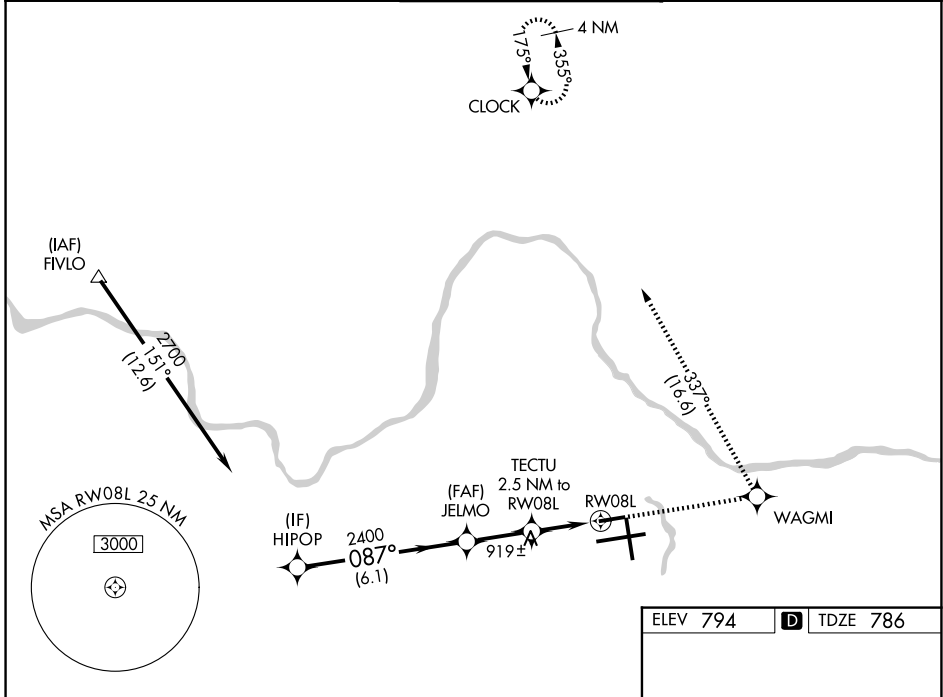 4 NM
175°
355°
CLOCK
(IAF)
FIVLO
2700
151°
(12.6)
337°
(16.6)
TECTU
2.5 NM to
RW08L
(FAF)
JELMO
RW08L
WAGMI
MSA RW08L 25 NM
3000
(IF)
HIPOP
2400
087°
(6.1)
919±
ELEV 794 D TDZE 786